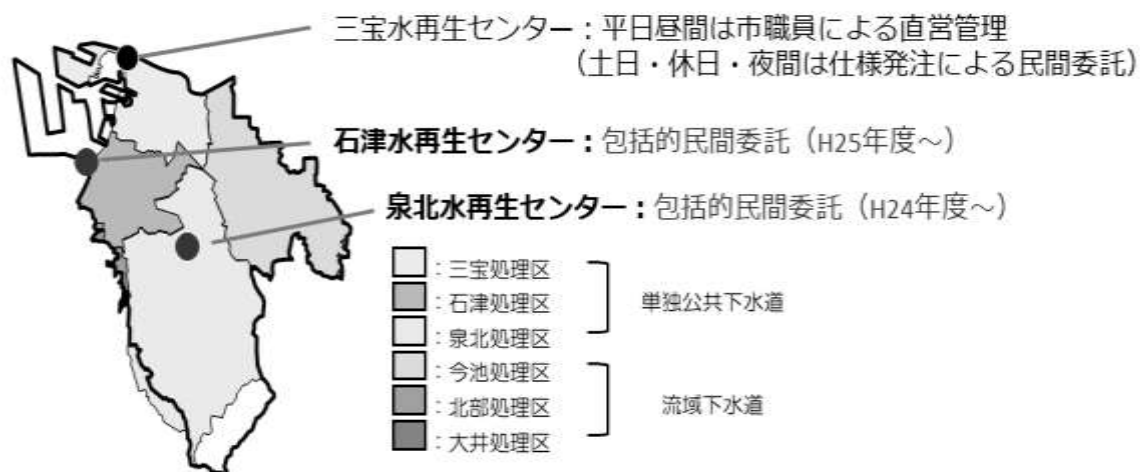 三宝水再生センター：平日昼間は市職員による直営管理
（土日・休日・夜間は仕様発注による民間委託）
石津水再生センター：包括的民間委託（H25年度～）
泉北水再生センター：包括的民間委託（H24年度～）
：三宝処理区
：石津処理区
：泉北処理区
単独公共下水道
：今池処理区
：北部処理区
：大井処理区
流域下水道